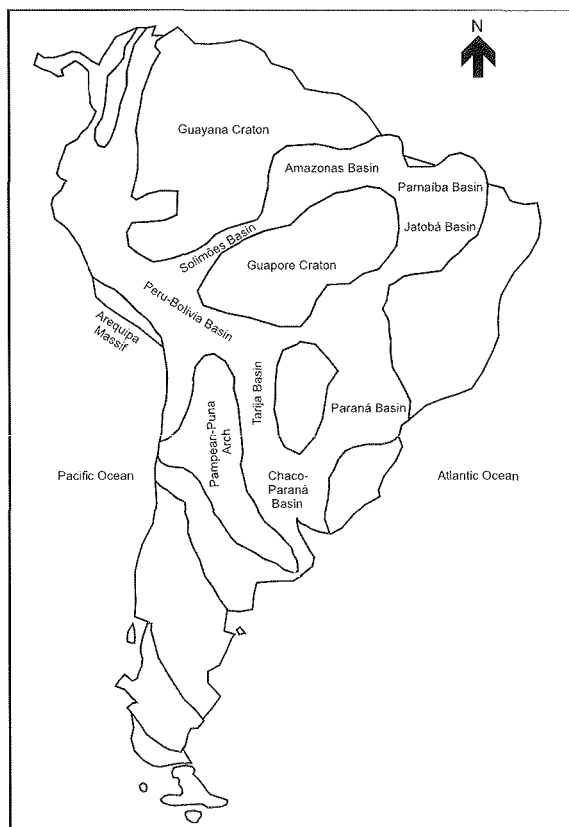 N
Guayana Craton
Amazonas Basin
Parnaíba Basin
Jatobá Basin
Solimões Basin
Guapore Craton
Peru-Bolivia Basin
Arequipa
Massif
Tarija Basin
Paraná Basin
Pampean-Puna
Arch
Pacific Ocean
Chaco-
Paraná
Basin
Atlantic Ocean